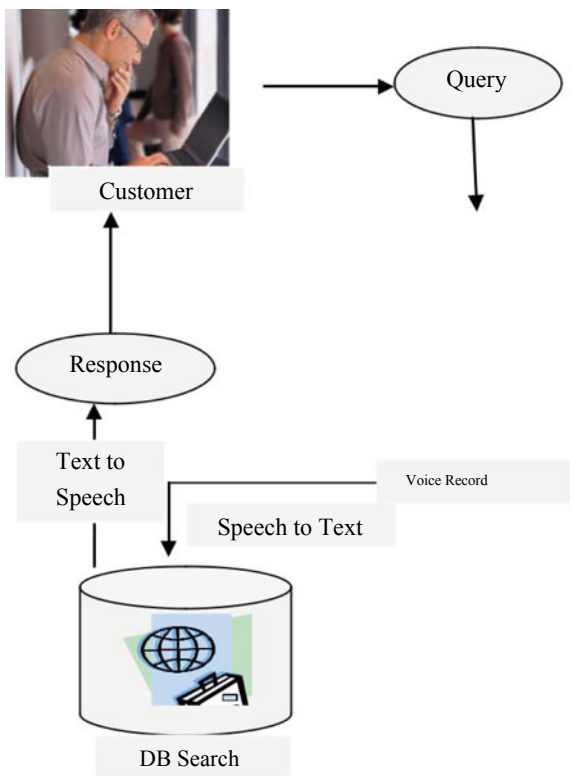 Query
Customer
Response
Text to
Speech
Voice Record
Speech to Text
DB Search